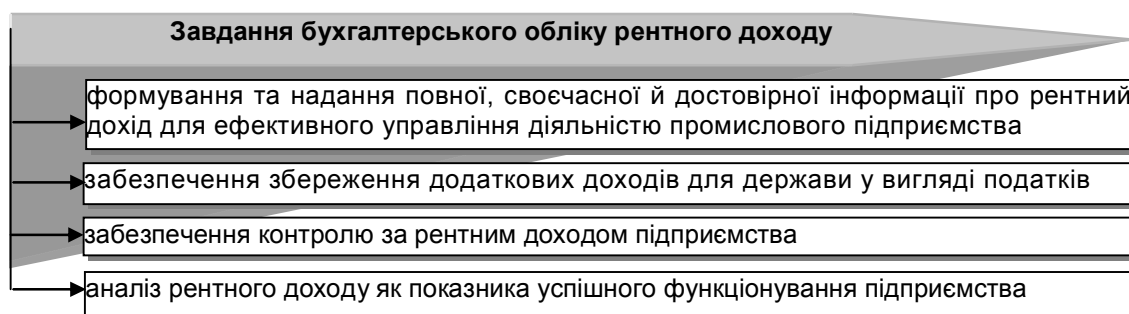 Завдання бухгалтерського обліку рентного доходу
формування та надання повної, своєчасної й достовірної інформації про рентний
дохід для ефективного управління діяльністю промислового підприємства
забезпечення збереження додаткових доходів для держави у вигляді податків
забезпечення контролю за рентним доходом підприємства
аналіз рентного доходу як показника успішного функціонування підприємства